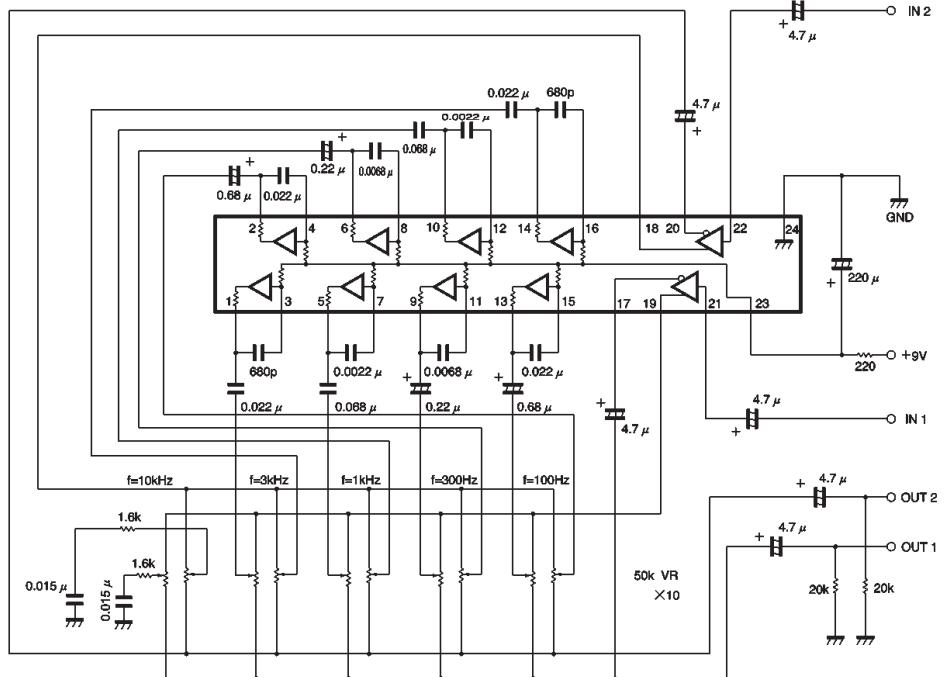 IN 2
+
4.7 μ
0.022 μ
680p
4.7 μ
+
0.0022 μ
0.068 μ
+
0.22 μ
0.0068 μ
+
0.68 μ
0.022 μ
GND
2
4
6
8
10
12
14
16
18
20
22
24
1
3
5
7
9
11
13
15
17
19
21
23
+
220 μ
+9V
220
680p
0.0022 μ
+
0.0068 μ
+
0.022 μ
0.022 μ
0.068 μ
0.22 μ
0.68 μ
+
4.7 μ
4.7 μ
+
IN 1
f=10kHz
f=3kHz
f=1kHz
f=300Hz
f=100Hz
+
4.7 μ
OUT 2
1.6k
+
4.7 μ
OUT 1
1.6k
0.015 μ
0.015 μ
50k VR
×10
20k
20k